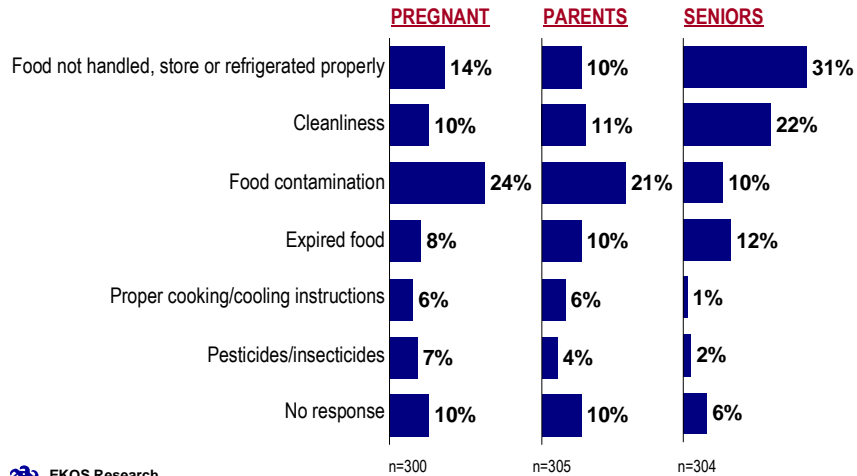 PREGNANT PARENTS SENIORS
Food not handled, store or refrigerated properly 14% 10% 31%
Cleanliness 10% 11% 22%
Food contamination 24% 21% 10%
Expired food 8% 10% 12%
Proper cooking/cooling instructions 6% 6% 1%
Pesticides/insecticides 7% 4% 2%
No response 10% 10% 6%
n=300 n=305 n=304
EKOS Research